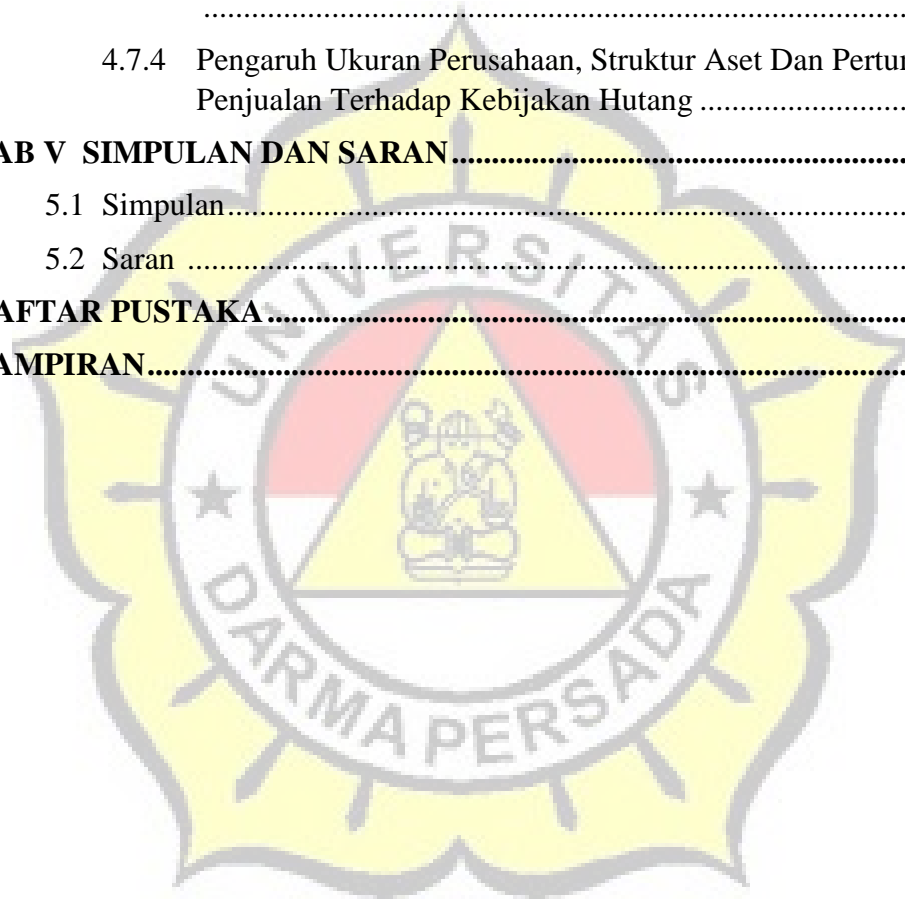 ........................................................................................
4.7.4 Pengaruh Ukuran Perusahaan, Struktur Aset Dan Pertur
Penjualan Terhadap Kebijakan Hutang ..........................
AB V SIMPULAN DAN SARAN.........................................................
5.1 Simpulan.....................................................................................
5.2 Saran ..........................................................................................
AFTAR PUSTAKA ................................................................................
AMPIRAN...............................................................................................
UNIVERSITAS
DARMA PERSADA